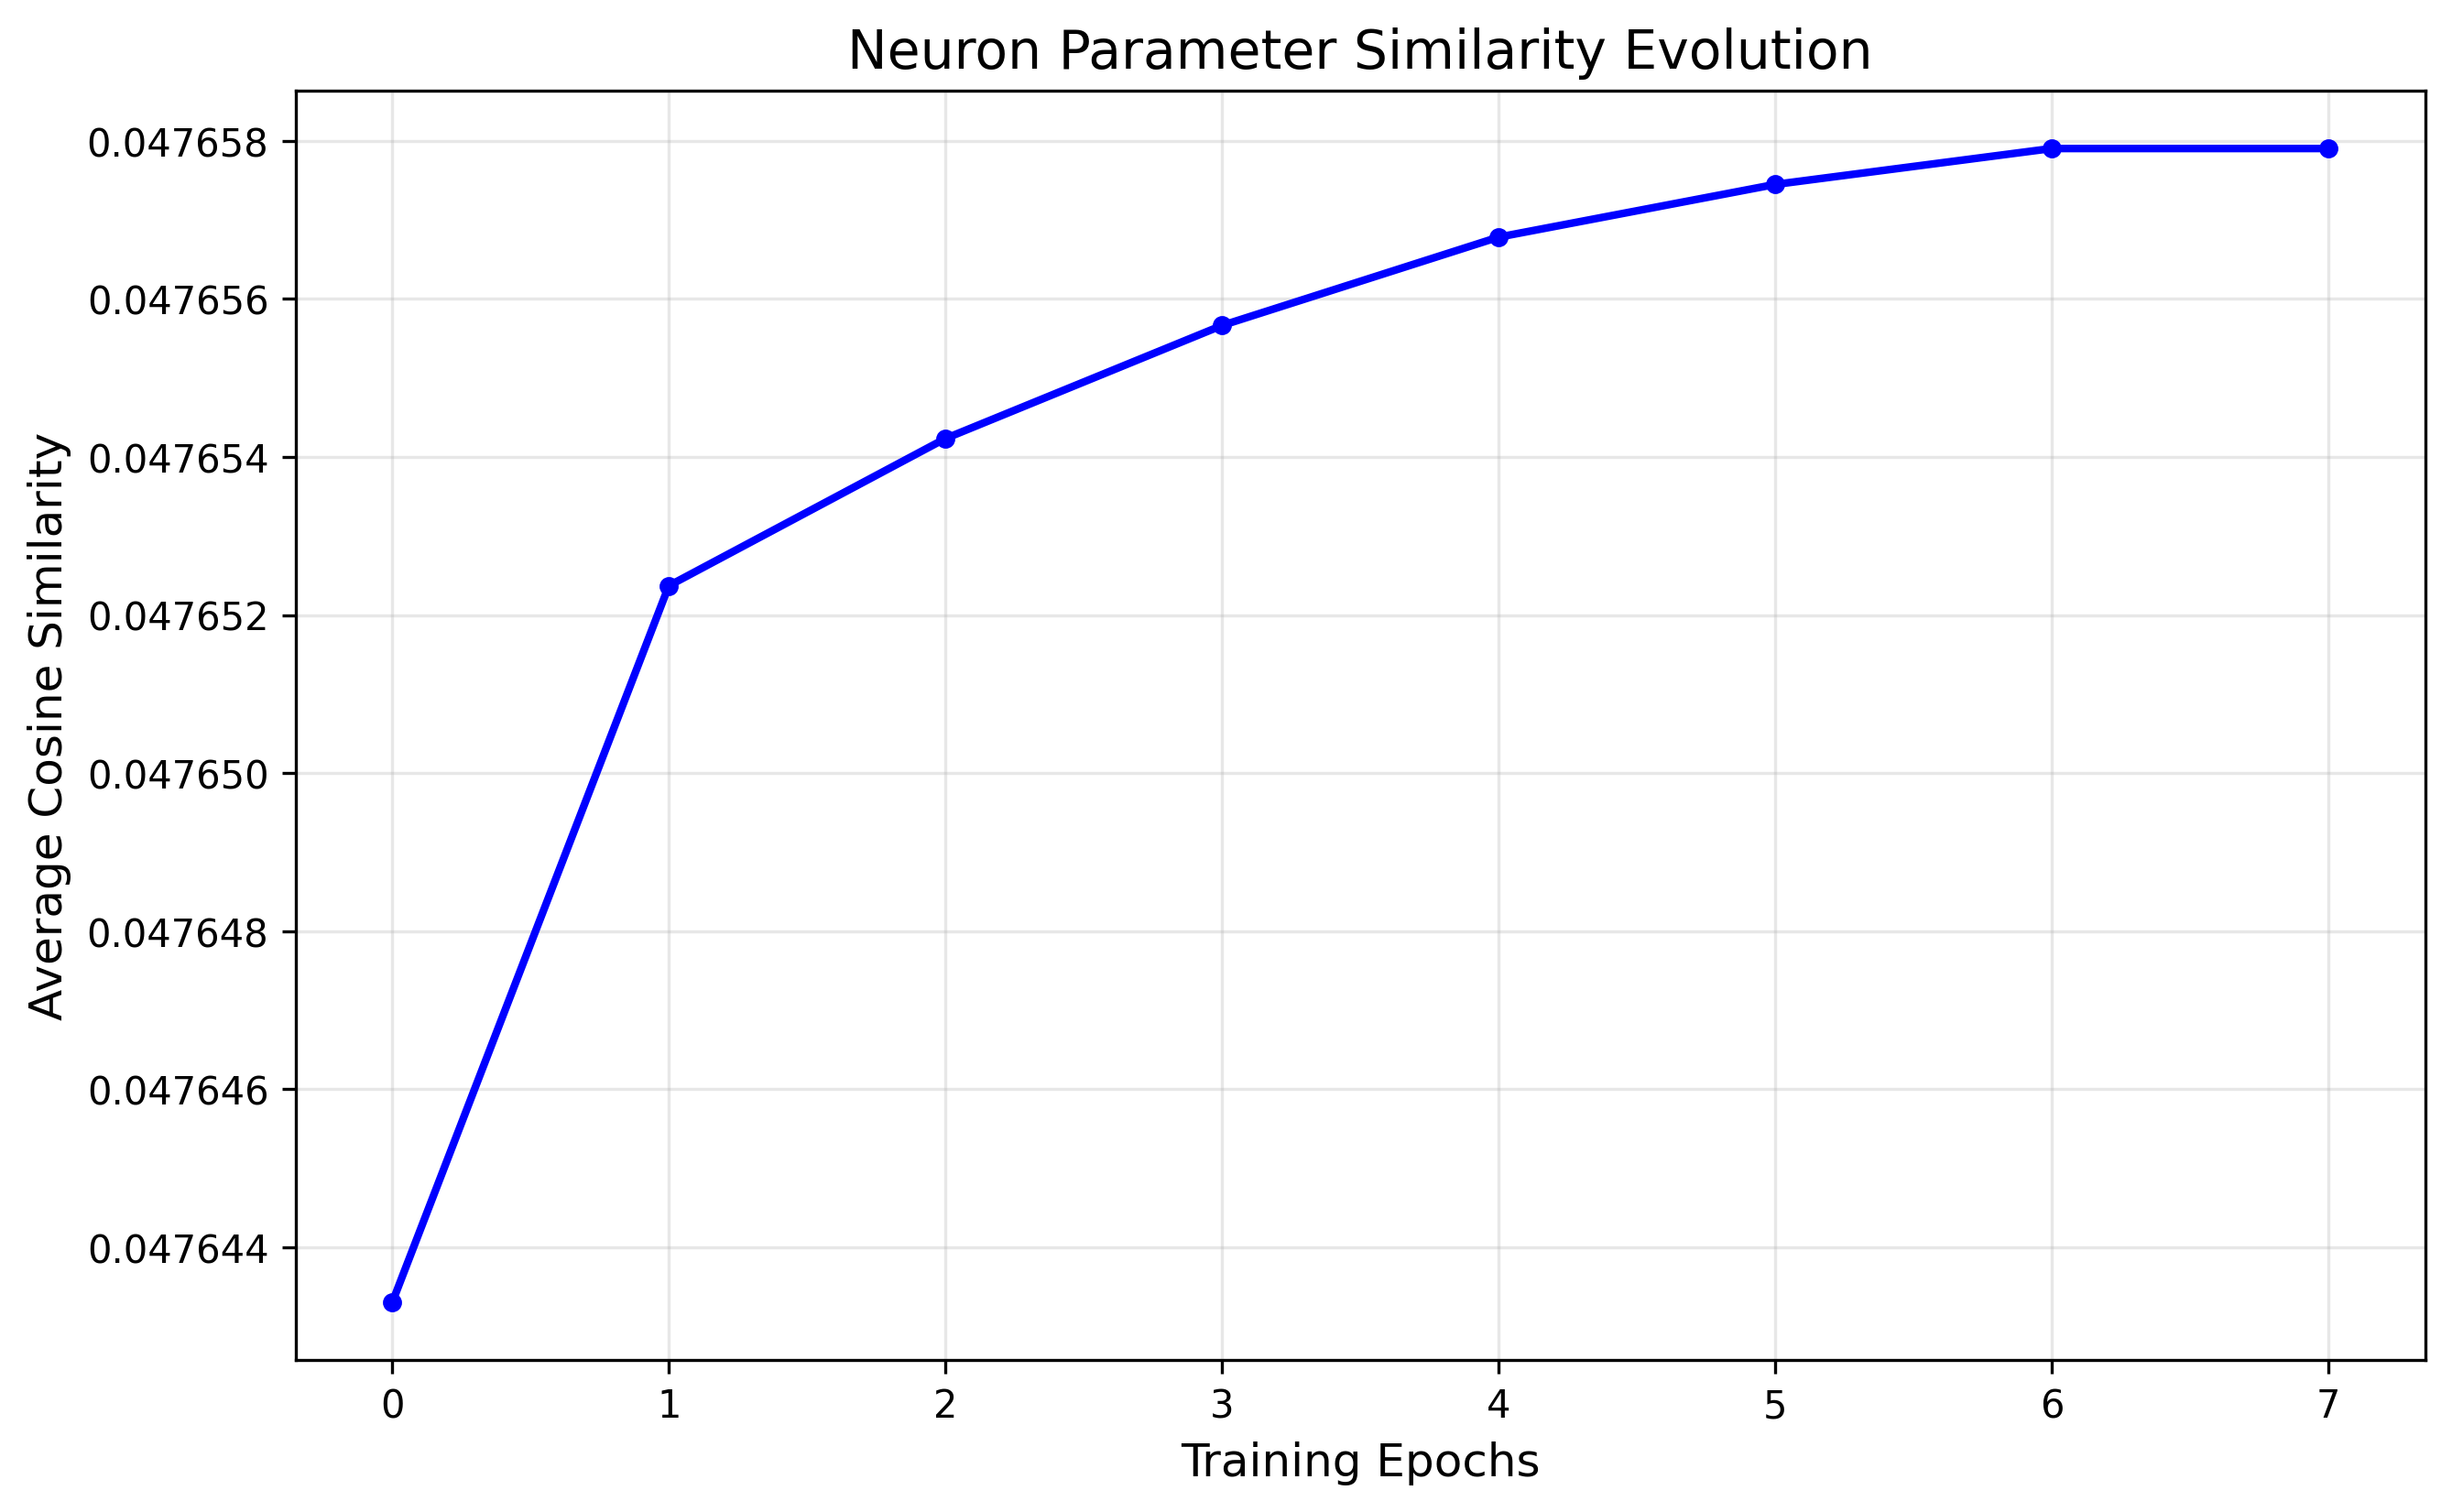 Neuron Parameter Similarity Evolution
Average Cosine Similarity
0.047658
0.047656
0.047654
0.047652
0.047650
0.047648
0.047646
0.047644
0 1 2 3 4 5 6 7
Training Epochs